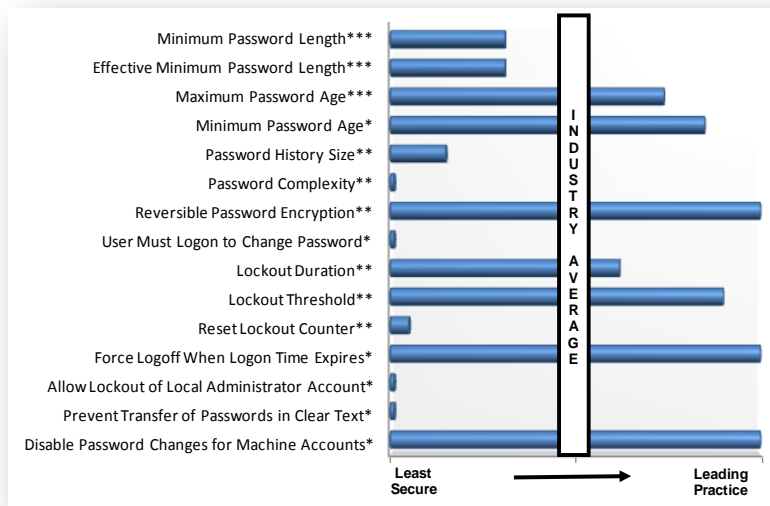 Minimum Password Length***
Effective Minimum Password Length***
Maximum Password Age***
Minimum Password Age*
Password History Size**
Password Complexity**
Reversible Password Encryption**
User Must Logon to Change Password*
Lockout Duration**
Lockout Threshold**
Reset Lockout Counter**
Force Logoff When Logon Time Expires*
Allow Lockout of Local Administrator Account*
Prevent Transfer of Passwords in Clear Text*
Disable Password Changes for Machine Accounts*
INDUSTRY AVERAGE
Least
Secure
Leading
Practice